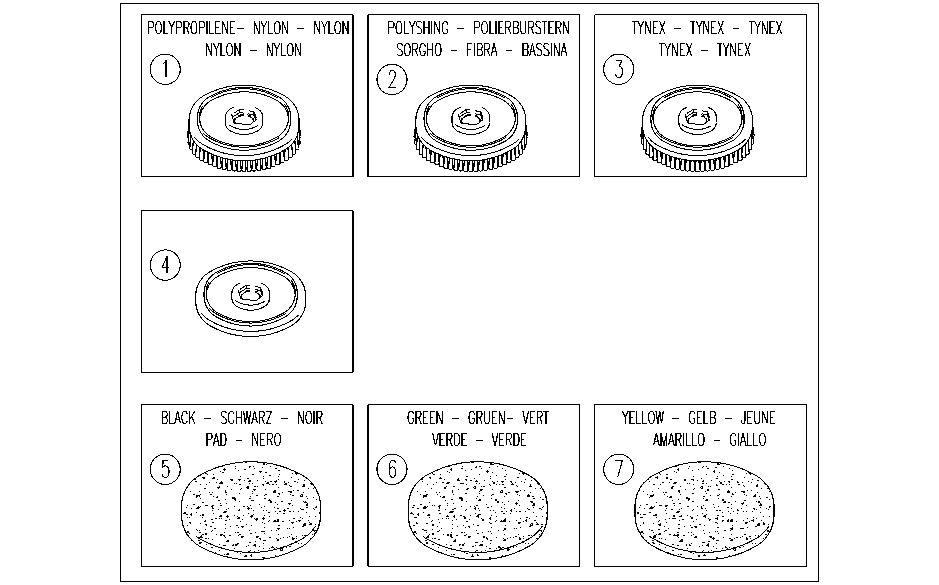 POLYPROPILENE- NYLON - NYLON
NYLON - NYLON
1
POLYSHING - POLIERBURSTERN
SORGHO - FIBRA - BASSINA
2
TYNEX - TYNEX - TYNEX
TYNEX - TYNEX
3
4
BLACK - SCHWARZ - NOIR
PAD - NERO
5
GREEN - GRUEN- VERT
VERDE - VERDE
6
YELLOW - GELB - JEUNE
AMARILLO - GIALLO
7